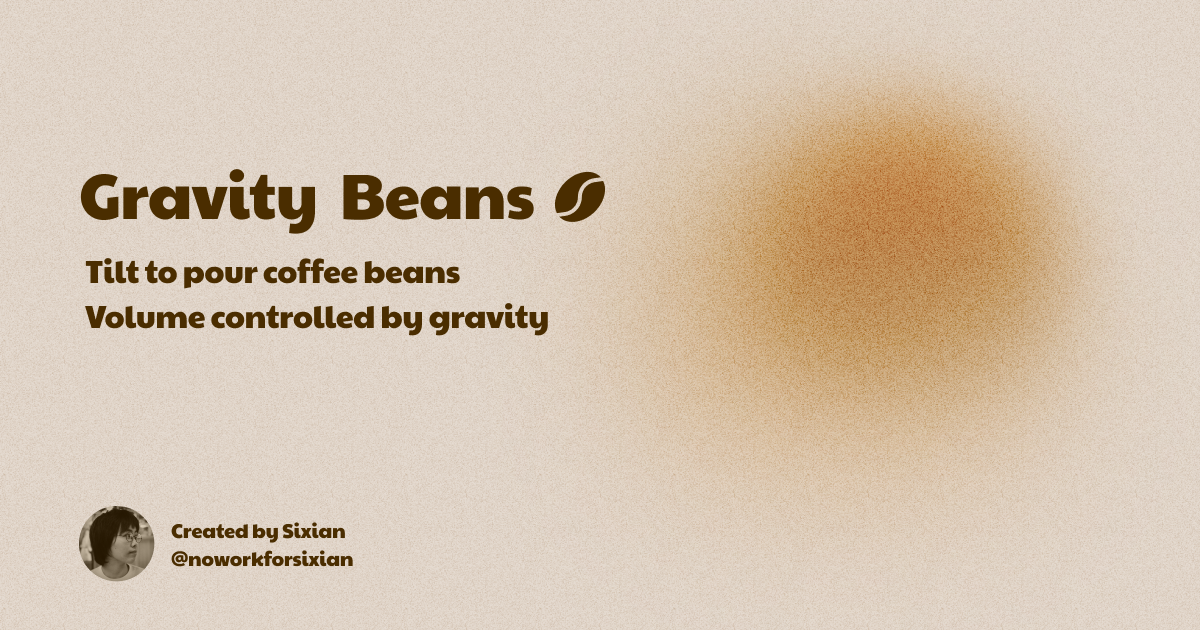 Gravity Beans
Tilt to pour coffee beans
Volume controlled by gravity
Created by Sixian
@noworkforsixian